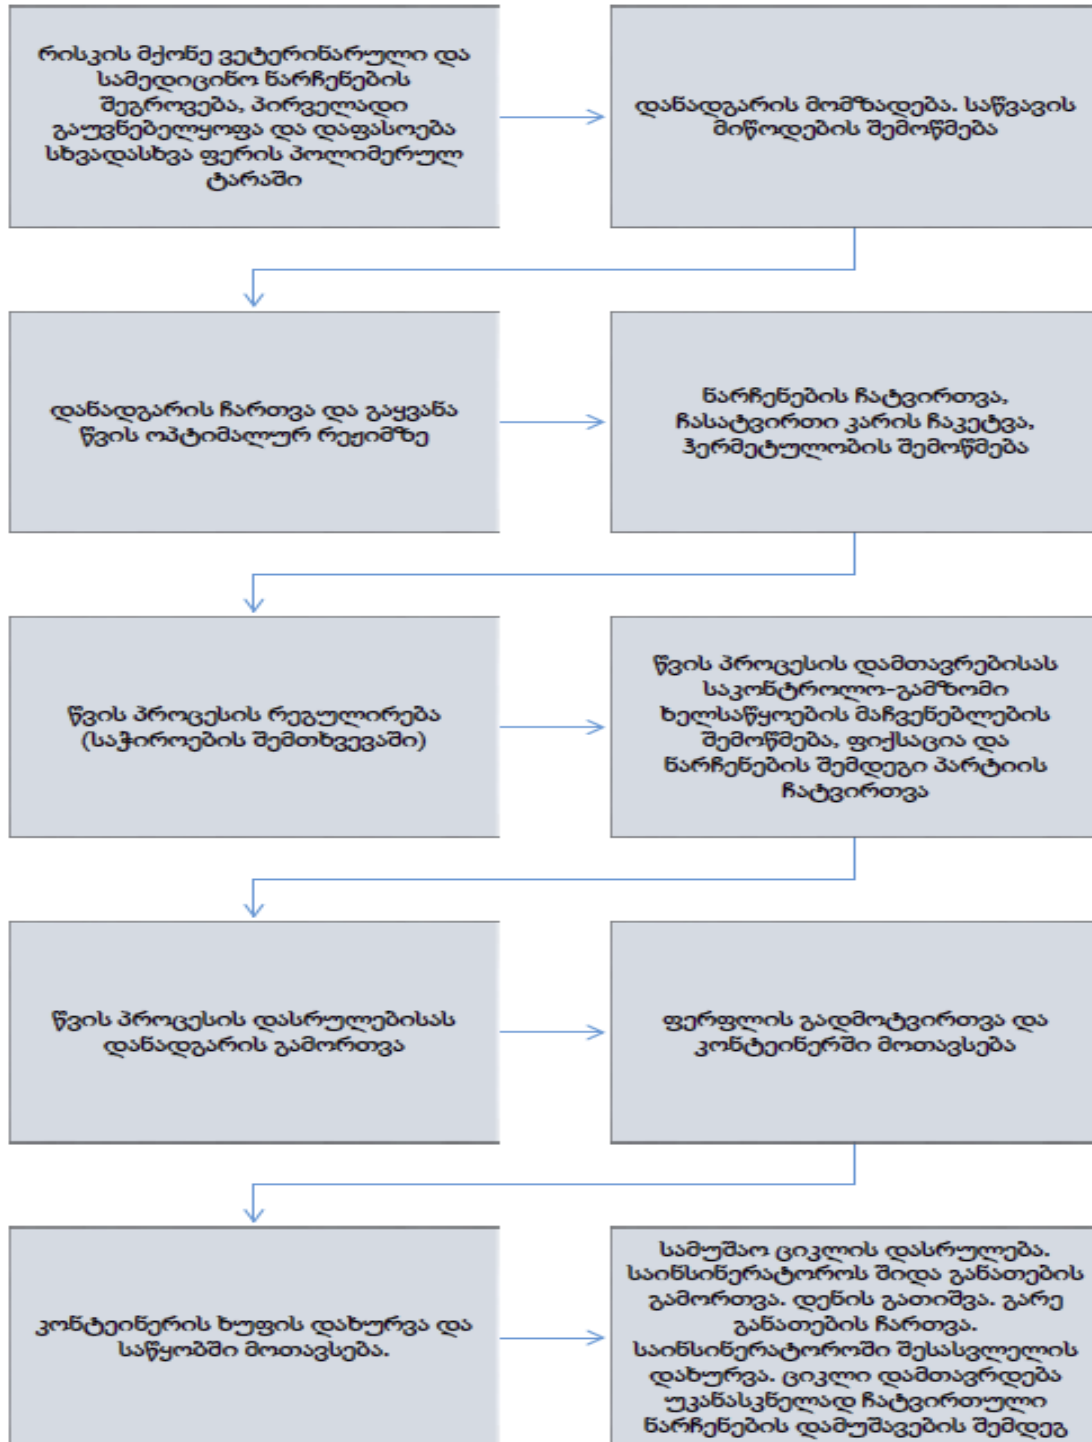 რისკის მქონე ვეტერინარული და
სამედიცინო ნარჩენების
შეგროვება, პირველადი
გაუვნებელყოფა და დაფასოება
სხვადასხვა ფერის პოლიმერულ
ტარაში
დანადგარის მომზადება. საწვავის
მიწოდების შემოწმება
დანადგარის ჩართვა და გაყვანა
წვის ოპტიმალურ რეჟიმზე
ნარჩენების ჩატვირთვა,
ჩასატვირთი კარის ჩაკეტვა,
ჰერმეტულობის შემოწმება
წვის პროცესის რეგულირება
(საჭიროების შემთხვევაში)
წვის პროცესის დამთავრებისას
საკონტროლო-გამზომი
ხელსაწყოების მაჩვენებლების
შემოწმება, ფიქსაცია და
ნარჩენების შემდეგი პარტიის
ჩატვირთვა
წვის პროცესის დასრულებისას
დანადგარის გამორთვა
ფერფლის გადმოტვირთვა და
კონტეინერში მოთავსება
კონტეინერის ხუფის დახურვა და
საწყობში მოთავსება.
სამუშაო ციკლის დასრულება.
საინსინერატოროს შიდა განათების
გამორთვა. დენის გათიშვა. გარე
განათების ჩართვა.
საინსინერატოროში შესასვლელის
დახურვა. ციკლი დამთავრდება
უკანასკნელად ჩატვირთული
ნარჩენების დამუშავების შემდეგ